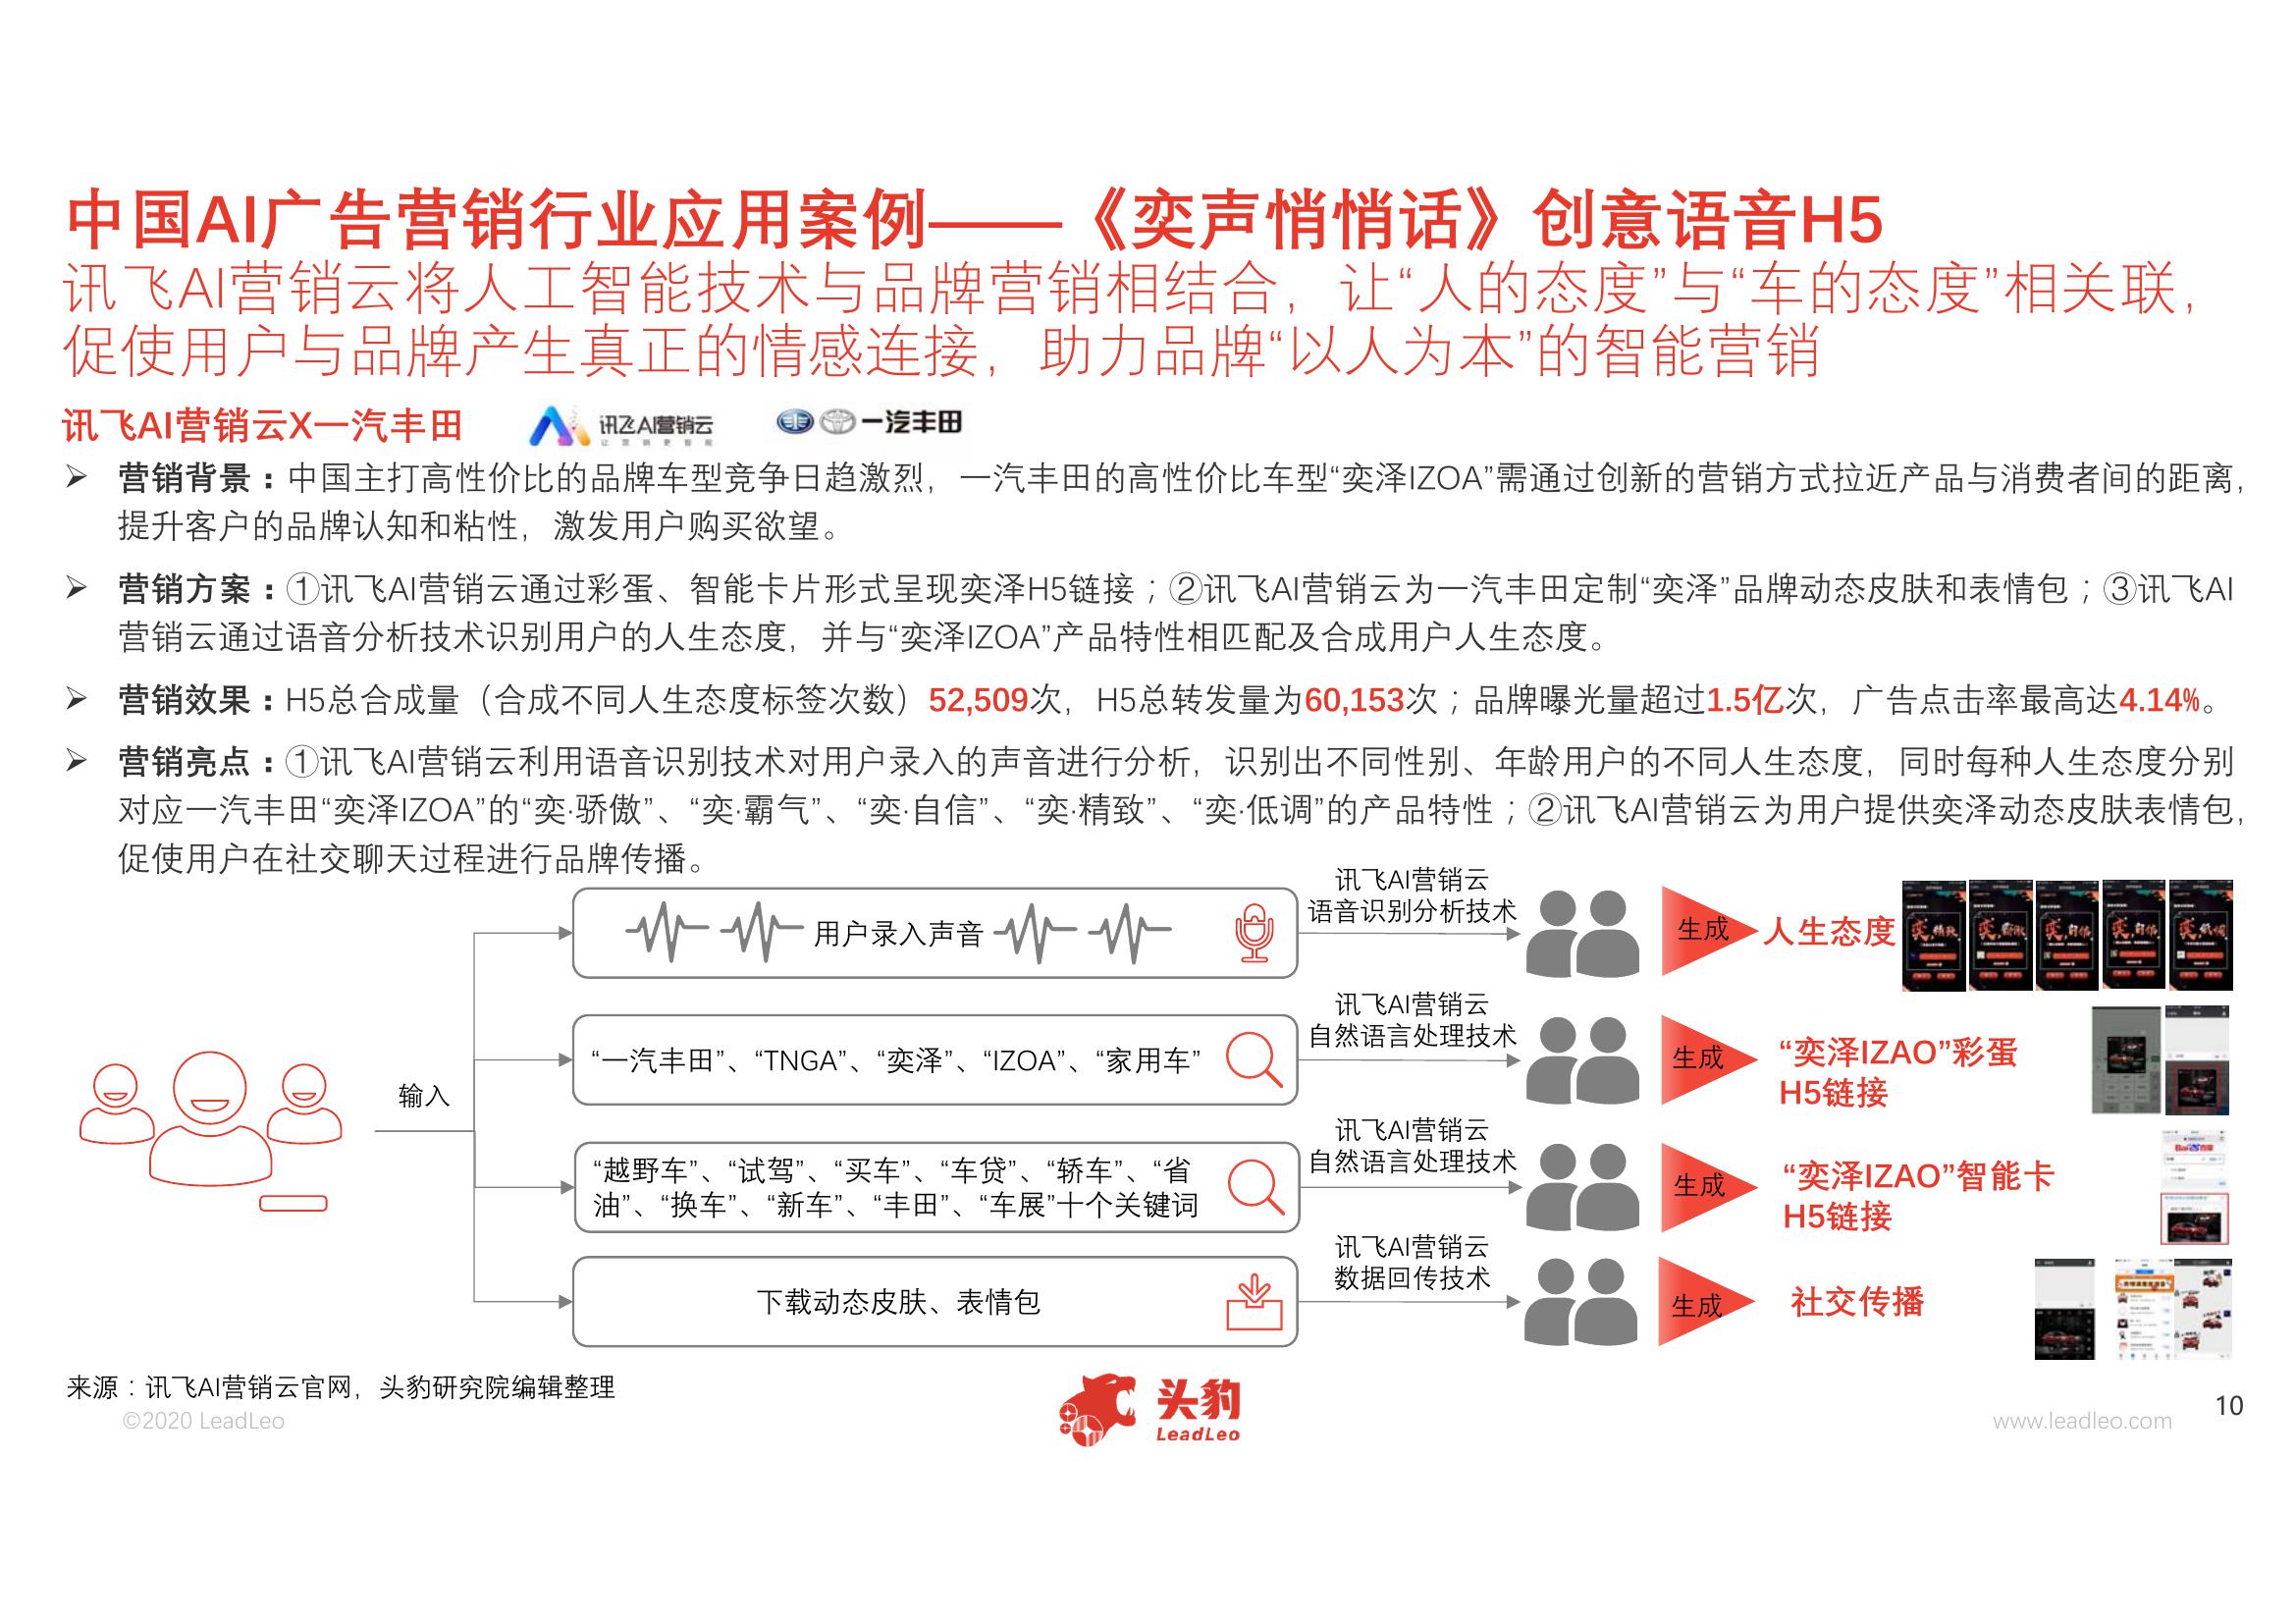 中国AI广告营销行业应用案例——《奕声悄悄话》创意语音H5
讯飞AI营销云将人工智能技术与品牌营销相结合，让“人的态度”与“车的态度”相关联，
促使用户与品牌产生真正的情感连接，助力品牌“以人为本”的智能营销
讯飞AI营销云X一汽丰田
讯飞AI营销云
让营销更智能
一汽丰田
➢ 营销背景：中国主打高性价比的品牌车型竞争日趋激烈，一汽丰田的高性价比车型“奕泽IZOA”需通过创新的营销方式拉近产品与消费者间的距离，
提升客户的品牌认知和粘性，激发用户购买欲望。
➢ 营销方案：①讯飞AI营销云通过彩蛋、智能卡片形式呈现奕泽H5链接；②讯飞AI营销云为一汽丰田定制“奕泽”品牌动态皮肤和表情包；③讯飞AI
营销云通过语音分析技术识别用户的人生态度，并与“奕泽IZOA”产品特性相匹配及合成用户人生态度。
➢ 营销效果：H5总合成量（合成不同人生态度标签次数）52,509次，H5总转发量为60,153次；品牌曝光量超过1.5亿次，广告点击率最高达4.14%。
➢ 营销亮点：①讯飞AI营销云利用语音识别技术对用户录入的声音进行分析，识别出不同性别、年龄用户的不同人生态度，同时每种人生态度分别
对应一汽丰田“奕泽IZOA”的“奕·骄傲”、“奕·霸气”、“奕·自信”、“奕·精致”、“奕·低调”的产品特性；②讯飞AI营销云为用户提供奕泽动态皮肤表情包，
促使用户在社交聊天过程进行品牌传播。
输入
用户录入声音
讯飞AI营销云
语音识别分析技术
生成
人生态度
“一汽丰田”、“TNGA”、“奕泽”、“IZOA”、“家用车”
讯飞AI营销云
自然语言处理技术
生成
“奕泽IZAO”彩蛋
H5链接
“越野车”、“试驾”、“买车”、“车贷”、“轿车”、“省
油”、“换车”、“新车”、“丰田”、“车展”十个关键词
讯飞AI营销云
自然语言处理技术
生成
“奕泽IZAO”智能卡
H5链接
下载动态皮肤、表情包
讯飞AI营销云
数据回传技术
生成
社交传播
来源：讯飞AI营销云官网，头豹研究院编辑整理
©2020 LeadLeo
头豹
LeadLeo
www.leadleo.com
10